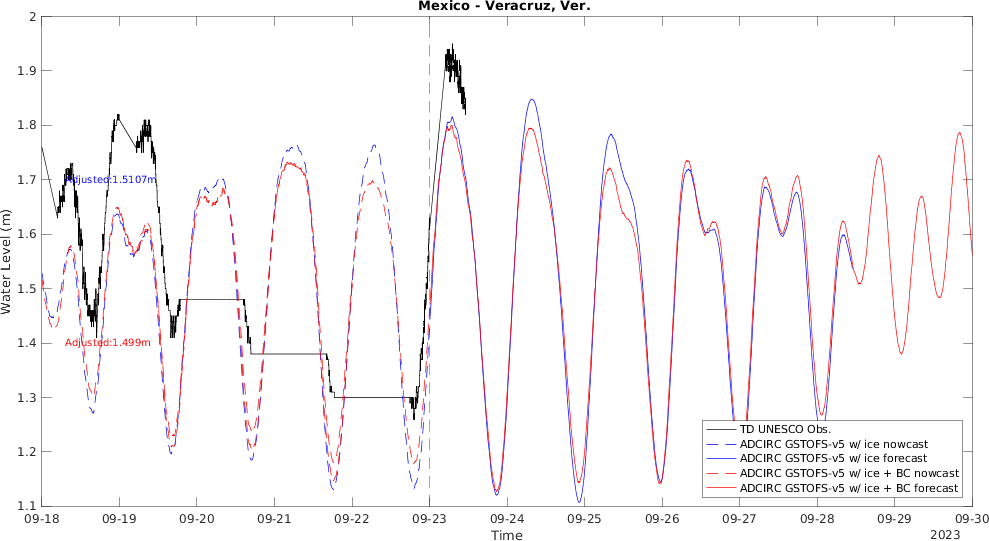 Mexico - Veracruz, Ver.
2
1.9
1.8
1.7
1.6
1.5
1.4
1.3
1.2
1.1
Water Level (m)
Adjusted:1.5107m
Adjusted:1.499m
TD UNESCO Obs.
ADCIRC GSTOFS-v5 w/ ice nowcast
ADCIRC GSTOFS-v5 w/ ice forecast
ADCIRC GSTOFS-v5 w/ ice + BC nowcast
ADCIRC GSTOFS-v5 w/ ice + BC forecast
09-18 09-19 09-20 09-21 09-22 09-23 09-24 09-25 09-26 09-27 09-28 09-29 09-30
Time
2023